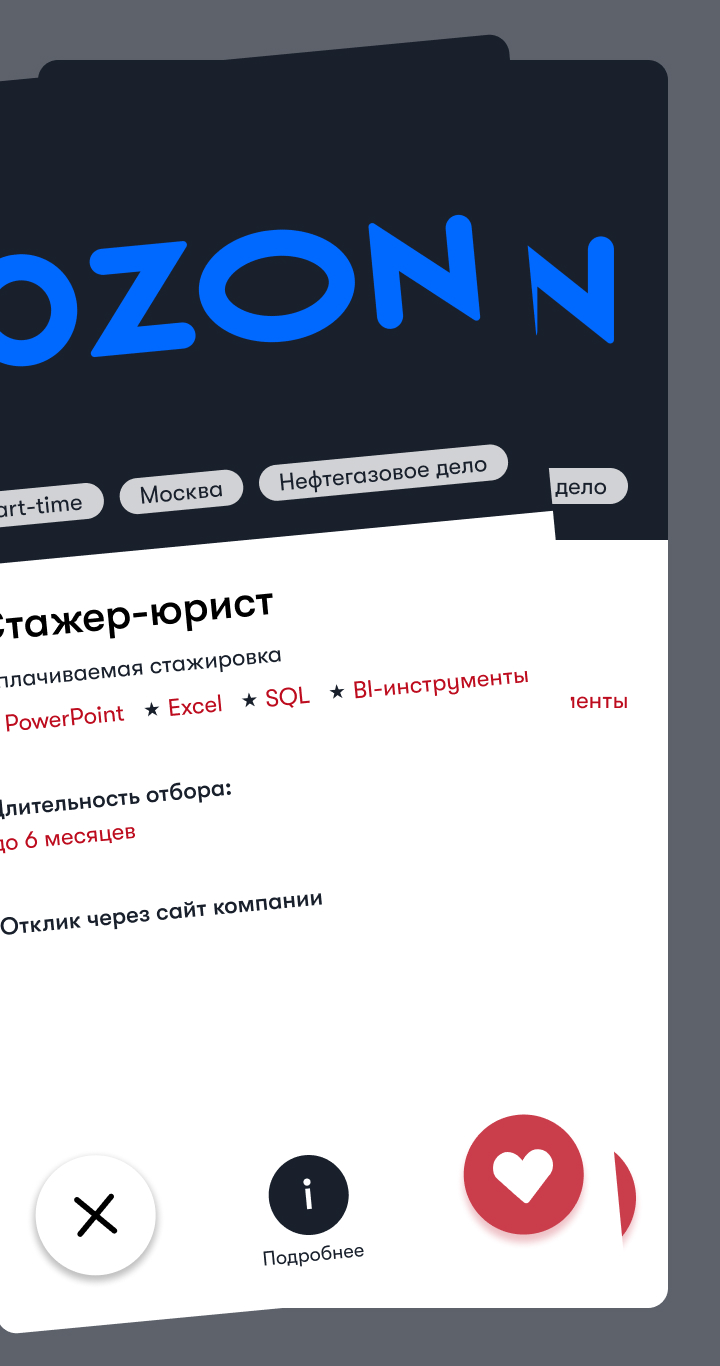 OZON
N
art-time Москва Нефтегазовое дело
дело
Стажер-юрист
плачиваемая стажировка
PowerPoint ★ Excel ★ SQL ★ BI-инструменты
енты
Длительность отбора:
до 6 месяцев
Отклик через сайт компании
i
Подробнее